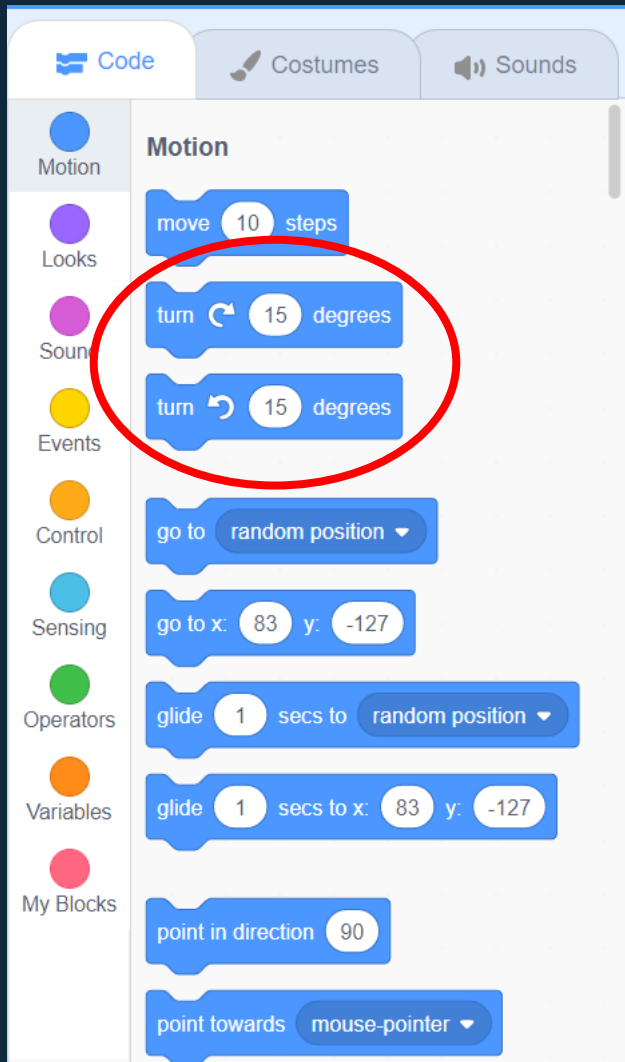 Code Costumes Sounds
Motion
Looks
Sound
Events
Control
Sensing
Operators
Variables
My Blocks
Motion
move 10 steps
turn 15 degrees
turn 15 degrees
go to random position
go to x: 83 y: -127
glide 1 secs to random position
glide 1 secs to x: 83 y: -127
point in direction 90
point towards mouse-pointer